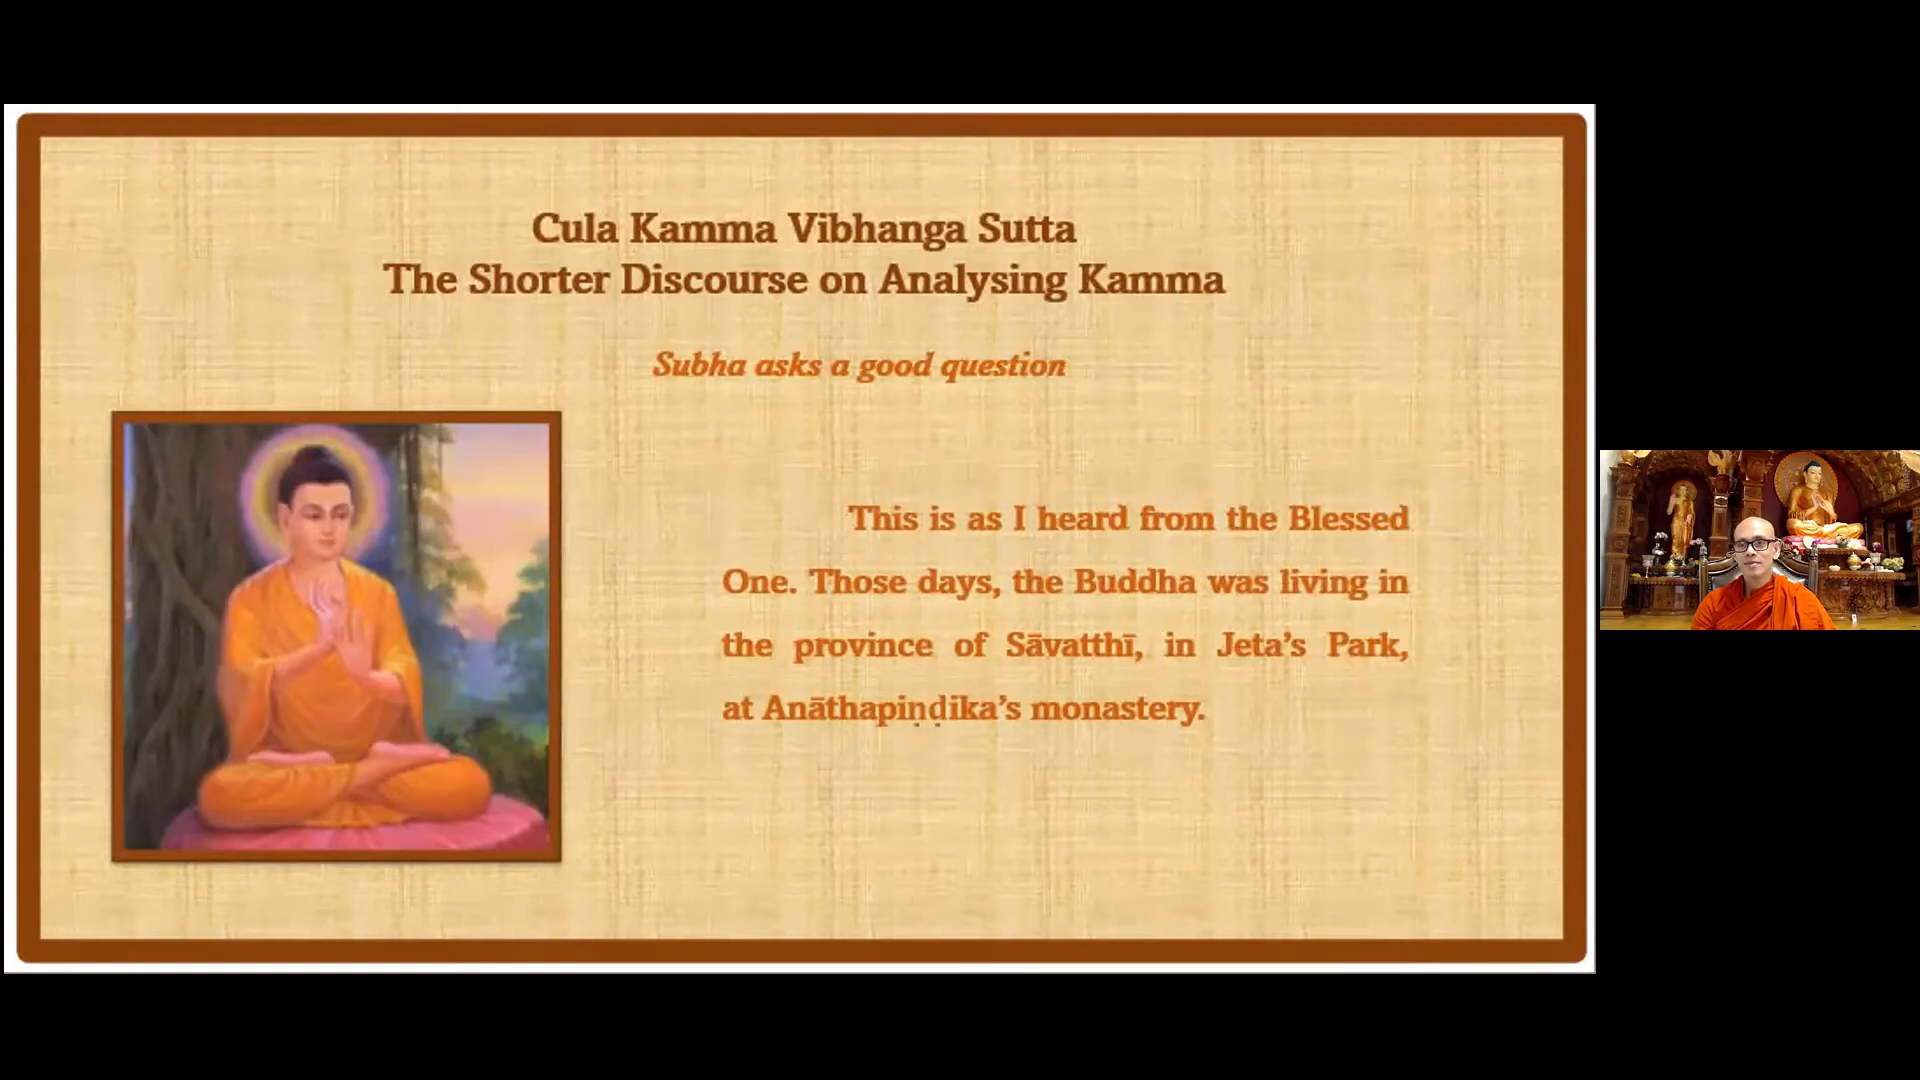 Cula Kamma Vibhanga Sutta
The Shorter Discourse on Analysing Kamma
Subha asks a good question
This is as I heard from the Blessed
One. Those days, the Buddha was living in
the province of Sāvatthī, in Jeta’s Park,
at Anāthapiṇḍika’s monastery.